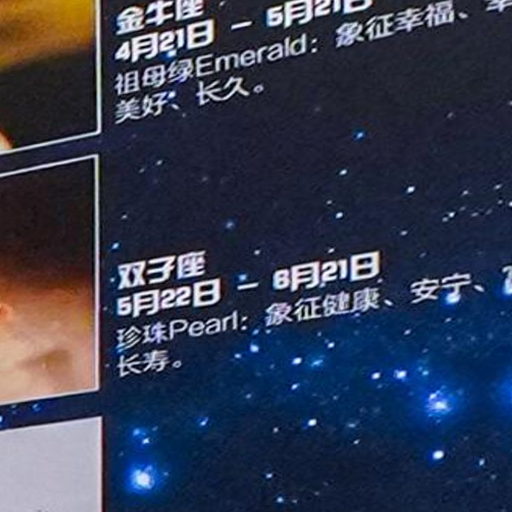 金牛座
4月21日 – 5月21日
祖母绿Emerald：象征幸福、
美好、长久。
双子座
5月22日 – 6月21日
珍珠Pearl：象征健康、安宁、
长寿。